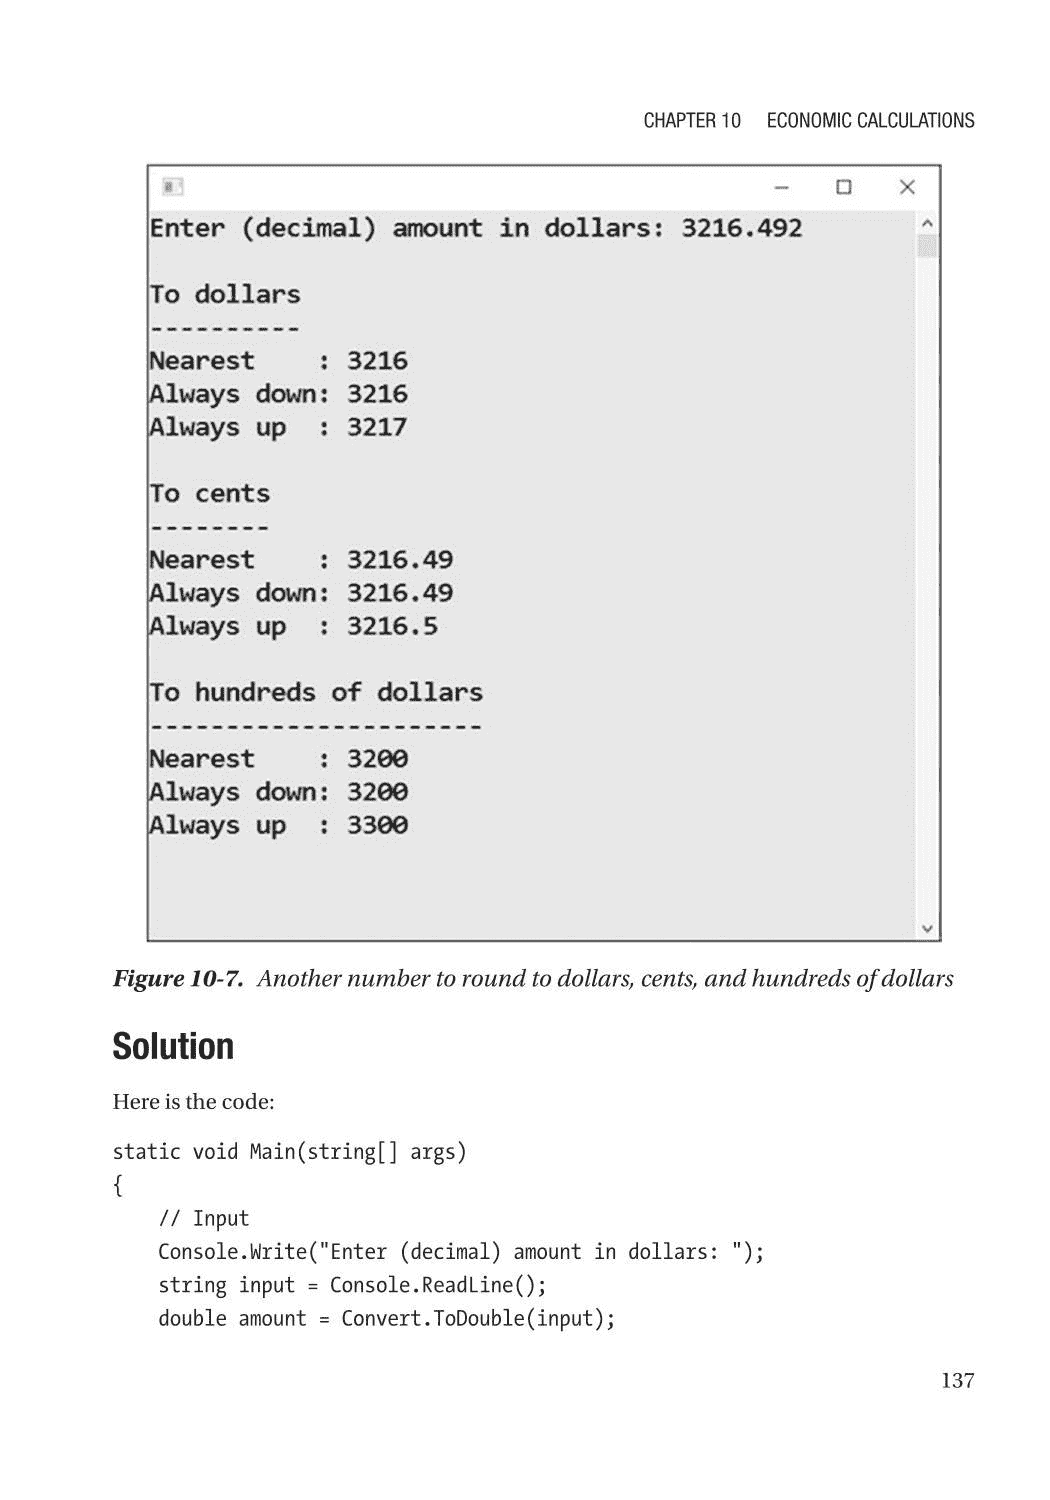 CHAPTER 10 ECONOMIC CALCULATIONS
Enter (decimal) amount in dollars: 3216.492
To dollars
----------
Nearest    : 3216
Always down: 3216
Always up  : 3217
To cents
--------
Nearest    : 3216.49
Always down: 3216.49
Always up  : 3216.5
To hundreds of dollars
----------------------
Nearest    : 3200
Always down: 3200
Always up  : 3300
Figure 10-7. Another number to round to dollars, cents, and hundreds of dollars
Solution
Here is the code:
static void Main(string[] args)
{
    // Input
    Console.Write("Enter (decimal) amount in dollars: ");
    string input = Console.ReadLine();
    double amount = Convert.ToDouble(input);
137